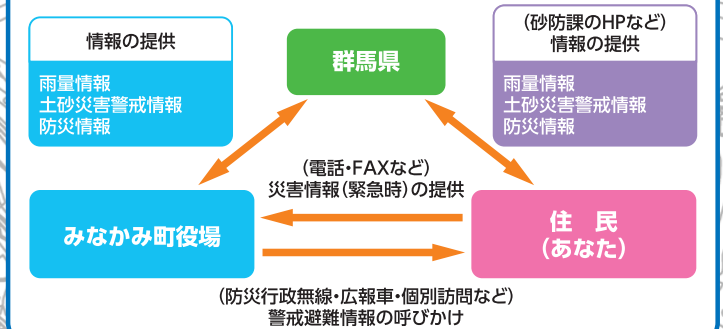 情報の提供
雨量情報
土砂災害警戒情報
防災情報
群馬県
（砂防課のHPなど）
情報の提供
雨量情報
土砂災害警戒情報
防災情報
（電話・FAXなど）
災害情報（緊急時）の提供
みなかみ町役場
住　民
（あなた）
（防災行政無線・広報車・個別訪問など）
警戒避難情報の呼びかけ